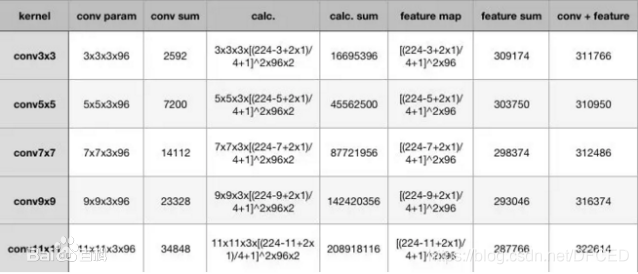 kernel conv param conv sum calc. calc. sum feature map feature sum conv + feature
conv3x3 3x3x3x96 2592 3x3x3x[(224-3+2x1)/ 16695396 [(224-3+2x1)/ 309174 311766
4+1]^2x96x2 4+1]^2x96
conv5x5 5x5x3x96 7200 5x5x3x[(224-5+2x1)/ 45562500 [(224-5+2x1)/ 303750 310950
4+1]^2x96x2 4+1]^2x96
conv7x7 7x7x3x96 14112 7x7x3x[(224-7+2x1)/ 87721956 [(224-7+2x1)/ 298374 312486
4+1]^2x96x2 4+1]^2x96
conv9x9 9x9x3x96 23328 9x9x3x[(224-9+2x1)/ 142420356 [(224-9+2x1)/ 293046 316374
4+1]^2x96x2 4+1]^2x96
conv11x11 11x11x3x96 34848 11x11x3x[(224-11+2x 208918116 [(224-11+2x1)/ 287766 322614
1)/4+1]^2x96x2 4+1]^2x96
Bai百科
https://blog.csdn.net/DFCED